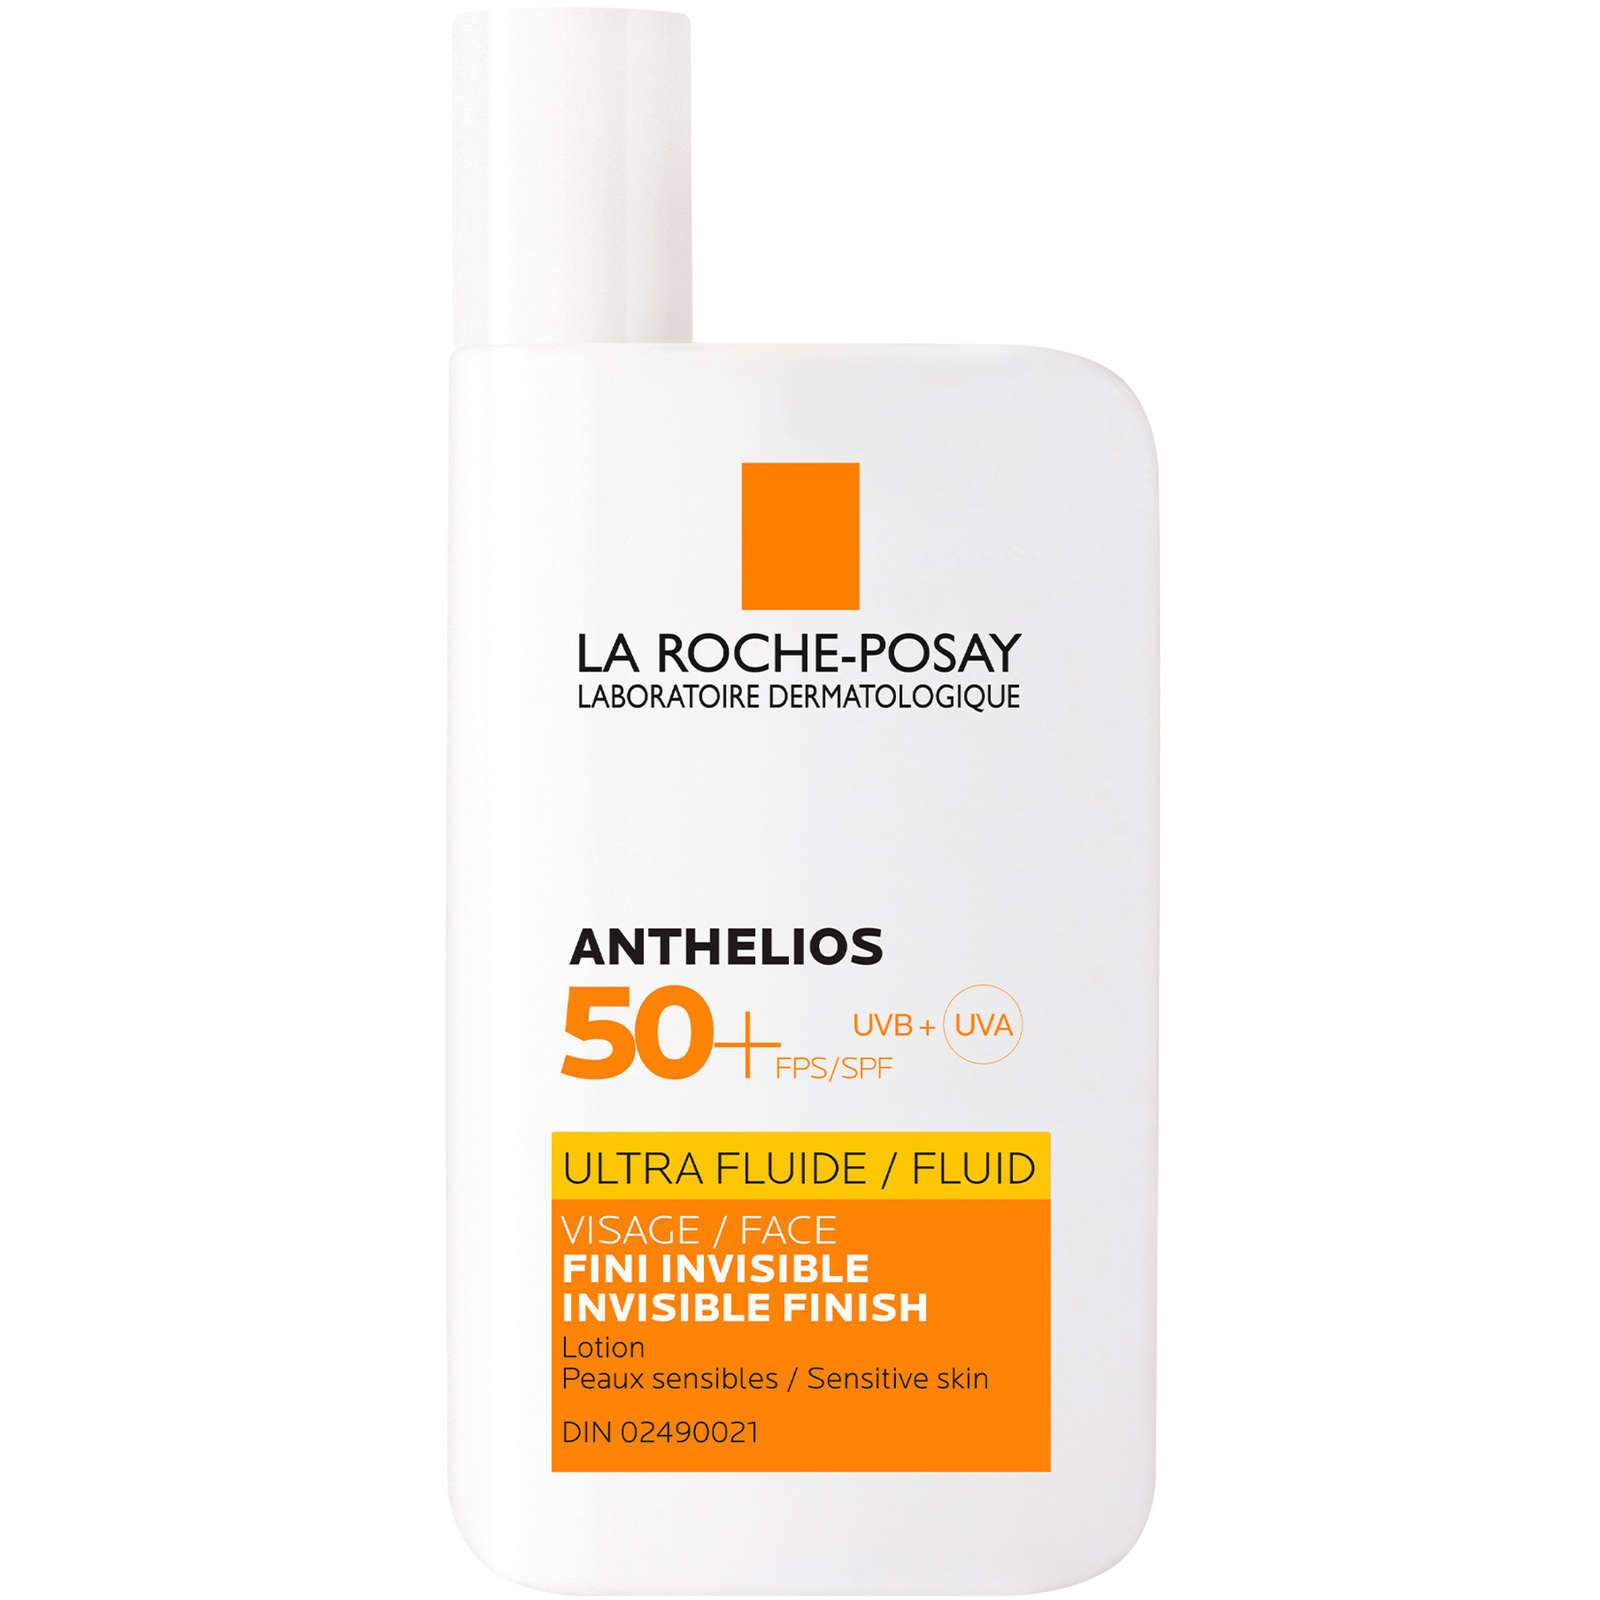 LA ROCHE-POSAY
LABORATOIRE DERMATOLOGIQUE
ANTHELIOS
50+ FPS/SPF UVB + UVA
ULTRA FLUIDE / FLUID
VISAGE / FACE
FINI INVISIBLE
INVISIBLE FINISH
Lotion
Peaux sensibles / Sensitive skin
DIN 02490021